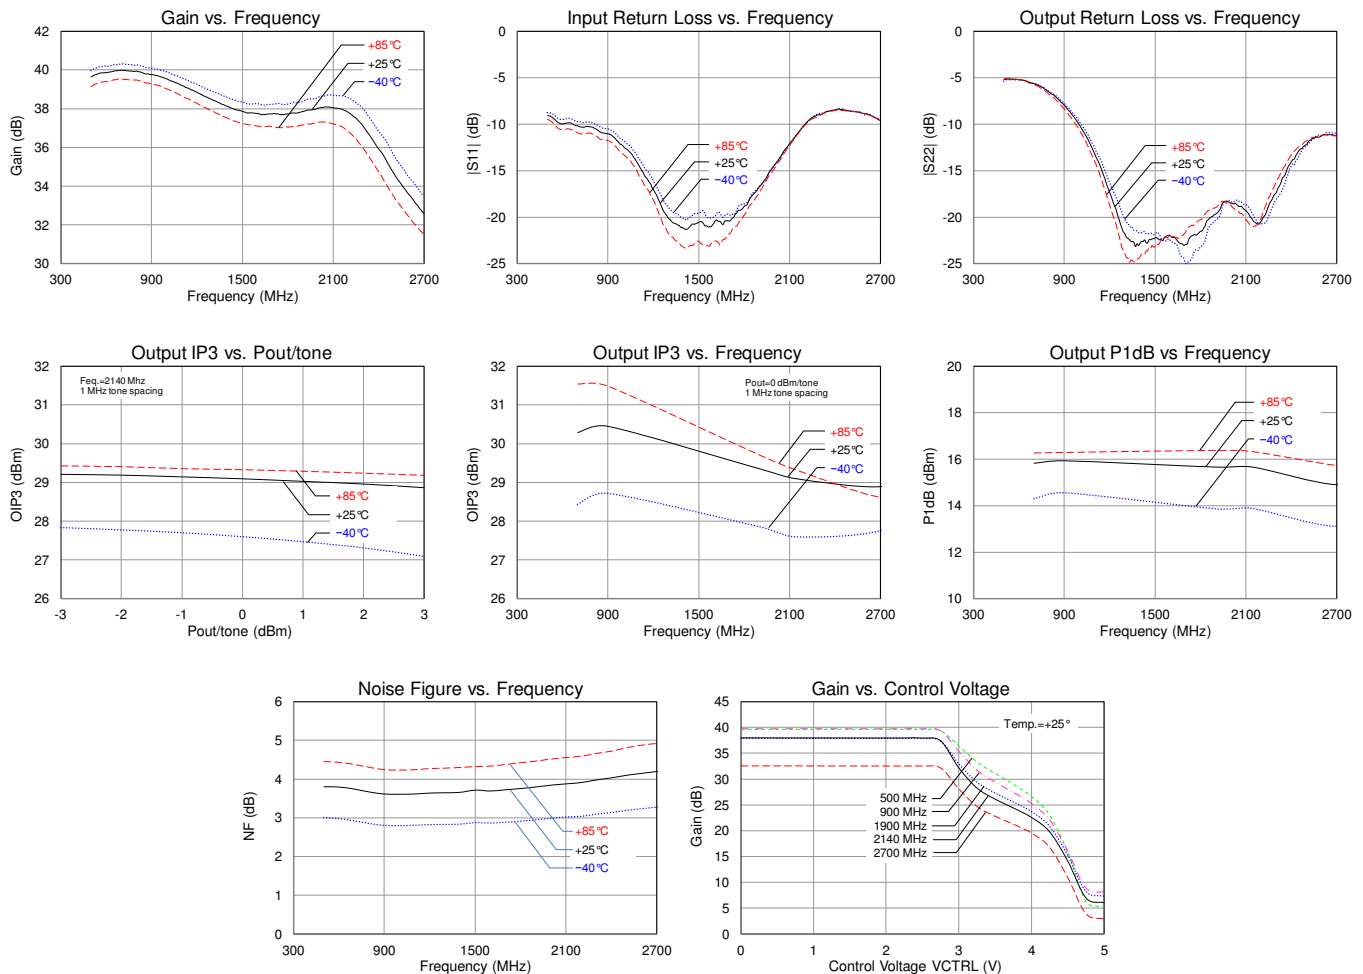 Gain vs. Frequency
42
40
38
36
34
32
30
Gain (dB)
+85°C
+25°C
−40°C
300
900
1500
2100
2700
Frequency (MHz)
Input Return Loss vs. Frequency
0
-5
-10
-15
-20
-25
|S11| (dB)
+85°C
+25°C
−40°C
300
900
1500
2100
2700
Frequency (MHz)
Output Return Loss vs. Frequency
0
-5
-10
-15
-20
-25
|S22| (dB)
+85°C
+25°C
−40°C
300
900
1500
2100
2700
Frequency (MHz)
Output IP3 vs. Pout/tone
32
31
30
29
28
27
26
OIP3 (dBm)
Feq.=2140 Mhz
1 MHz tone spacing
+85°C
+25°C
−40°C
-3
-2
-1
0
1
2
3
Pout/tone (dBm)
Output IP3 vs. Frequency
32
31
30
29
28
27
26
OIP3 (dBm)
Pout=0 dBm/tone
1 MHz tone spacing
+85°C
+25°C
−40°C
300
900
1500
2100
2700
Frequency (MHz)
Output P1dB vs Frequency
20
18
16
14
12
10
P1dB (dBm)
+85°C
+25°C
−40°C
300
900
1500
2100
2700
Frequency (MHz)
Noise Figure vs. Frequency
6
5
4
3
2
1
0
NF (dB)
+85°C
+25°C
−40°C
300
900
1500
2100
2700
Frequency (MHz)
Gain vs. Control Voltage
45
40
35
30
25
20
15
10
5
0
Gain (dB)
Temp.=+25°
500 MHz
900 MHz
1900 MHz
2140 MHz
2700 MHz
0
1
2
3
4
5
Control Voltage VCTRL (V)